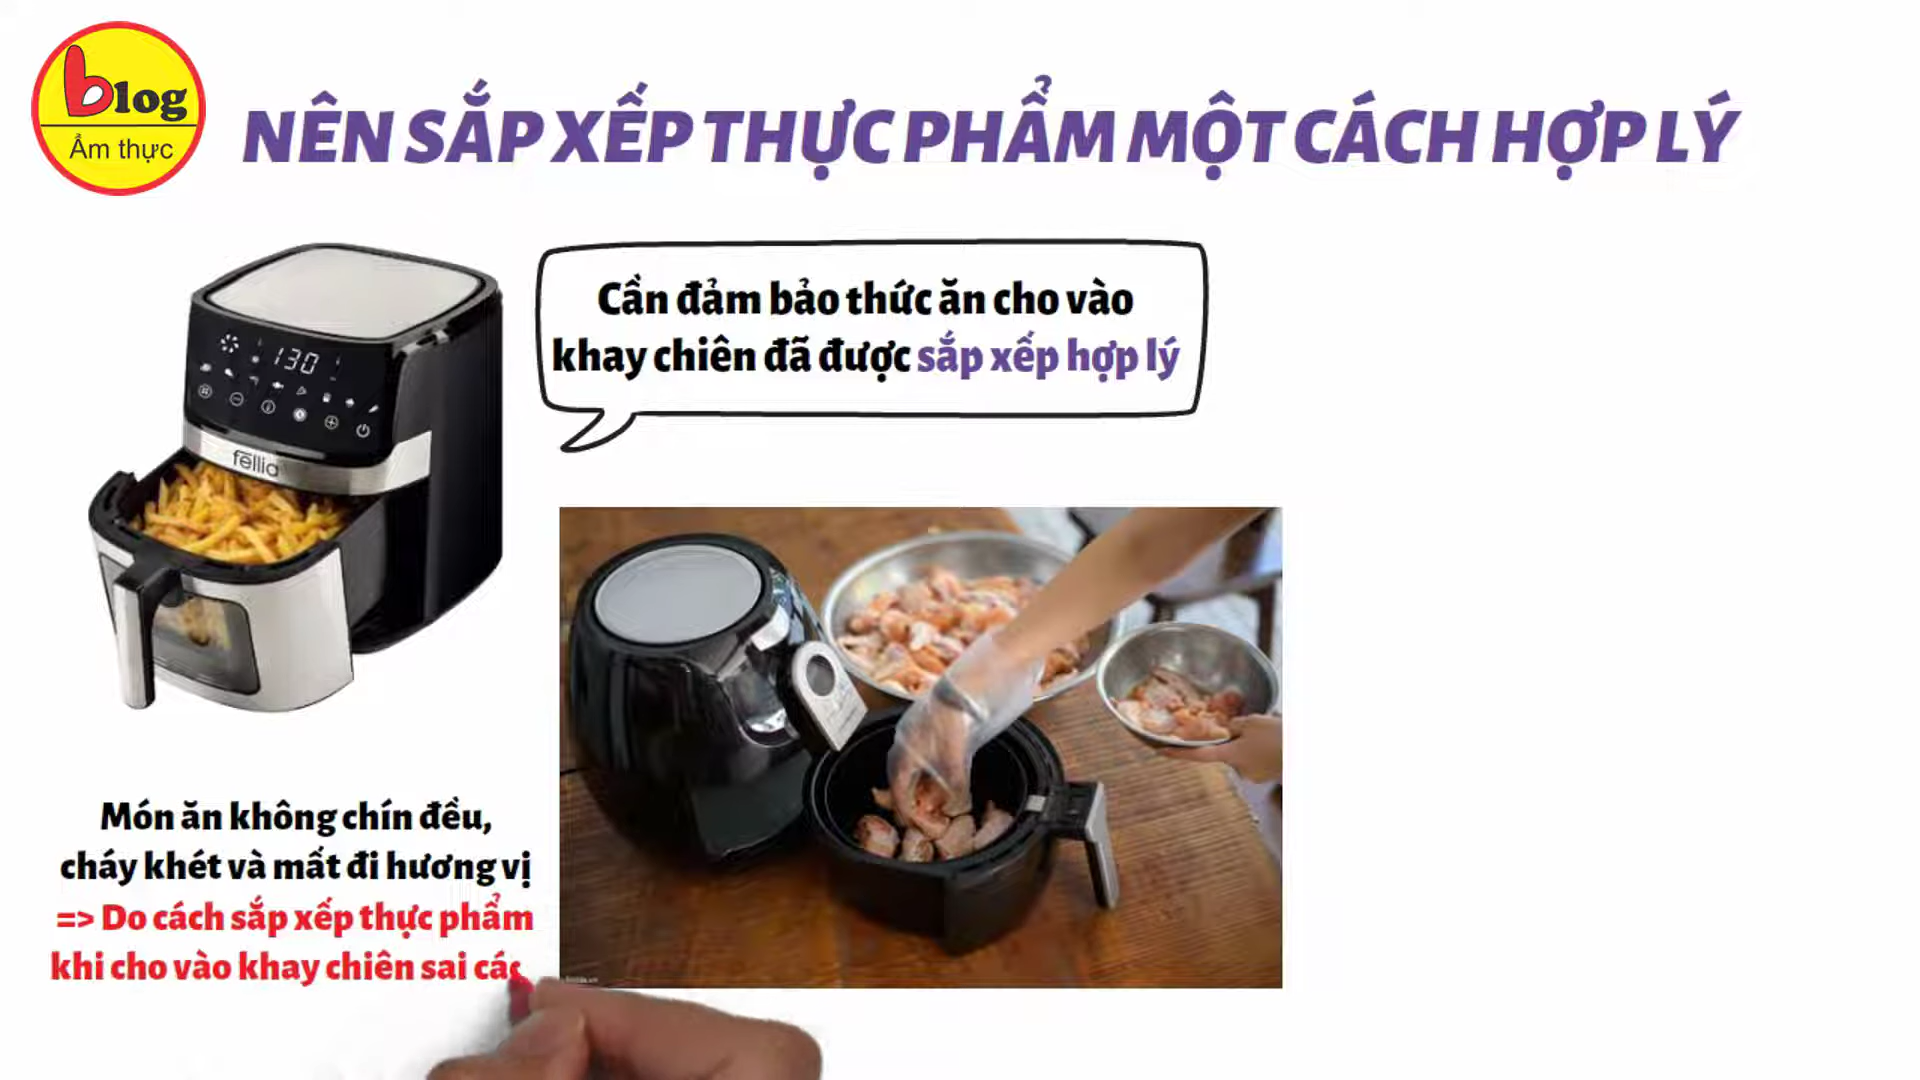 blog
Ẩm thực
NÊN SẮP XẾP THỰC PHẨM MỘT CÁCH HỢP LÝ
130
fellia
Cần đảm bảo thức ăn cho vào
khay chiên đã được sắp xếp hợp lý
Món ăn không chín đều,
cháy khét và mất đi hương vị
=> Do cách sắp xếp thực phẩm
khi cho vào khay chiên sai các